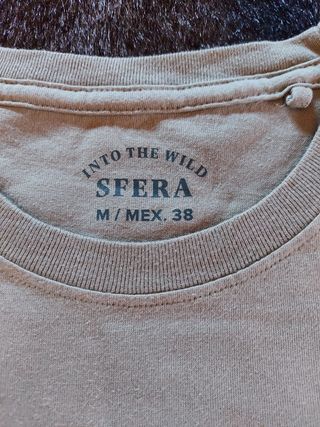 INTO THE WILD
SFERA
M / MEX. 38